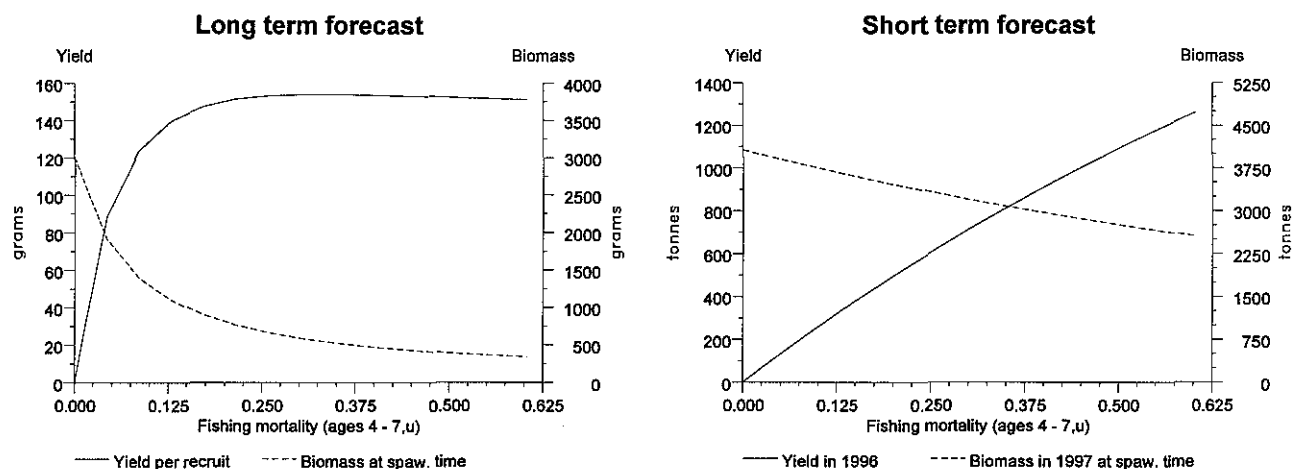 Long term forecast
Yield
Biomass
160
140
120
100
80
60
40
20
0
grams
4000
3500
3000
2500
2000
1500
1000
500
0
grams
0.000
0.125
0.250
0.375
0.500
0.625
Fishing mortality (ages 4 - 7,u)
Yield per recruit
Biomass at spaw. time
Short term forecast
Yield
Biomass
1400
1200
1000
800
600
400
200
0
tonnes
5250
4500
3750
3000
2250
1500
750
0
tonnes
0.000
0.125
0.250
0.375
0.500
0.625
Fishing mortality (ages 4 - 7,u)
Yield in 1996
Biomass in 1997 at spaw. time